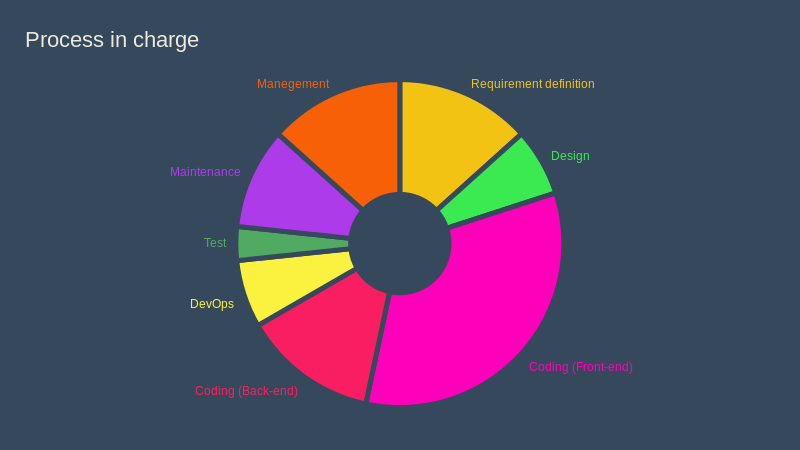 Process in charge
Manegement
Requirement definition
Design
Maintenance
Test
DevOps
Coding (Front-end)
Coding (Back-end)